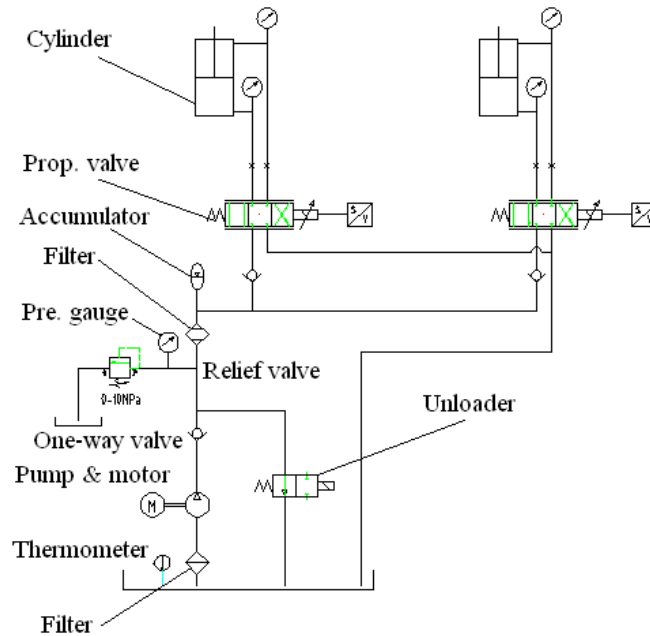 Cylinder
Prop. valve
S/V
S/V
Accumulator
Filter
Pre. gauge
Relief valve
0-10MPa
Unloader
One-way valve
Pump & motor
M
Thermometer
Filter